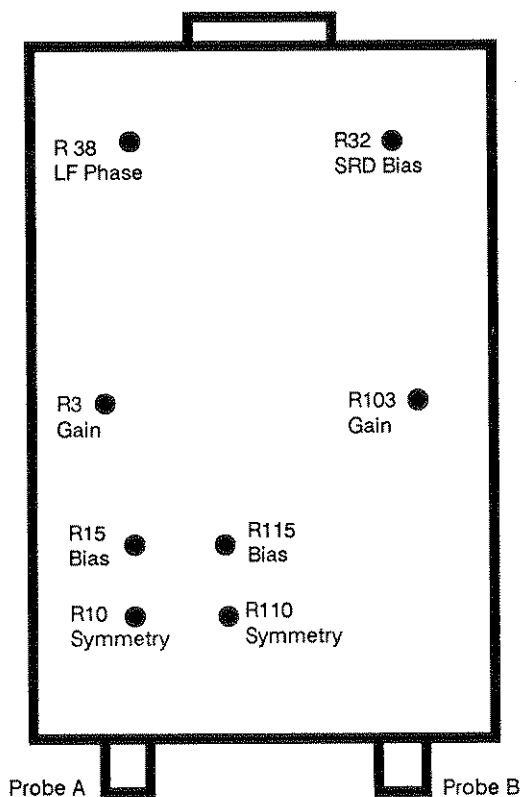 R 38
LF Phase
R32
SRD Bias
R3
Gain
R103
Gain
R15
Bias
R115
Bias
R10
Symmetry
R110
Symmetry
Probe A
Probe B